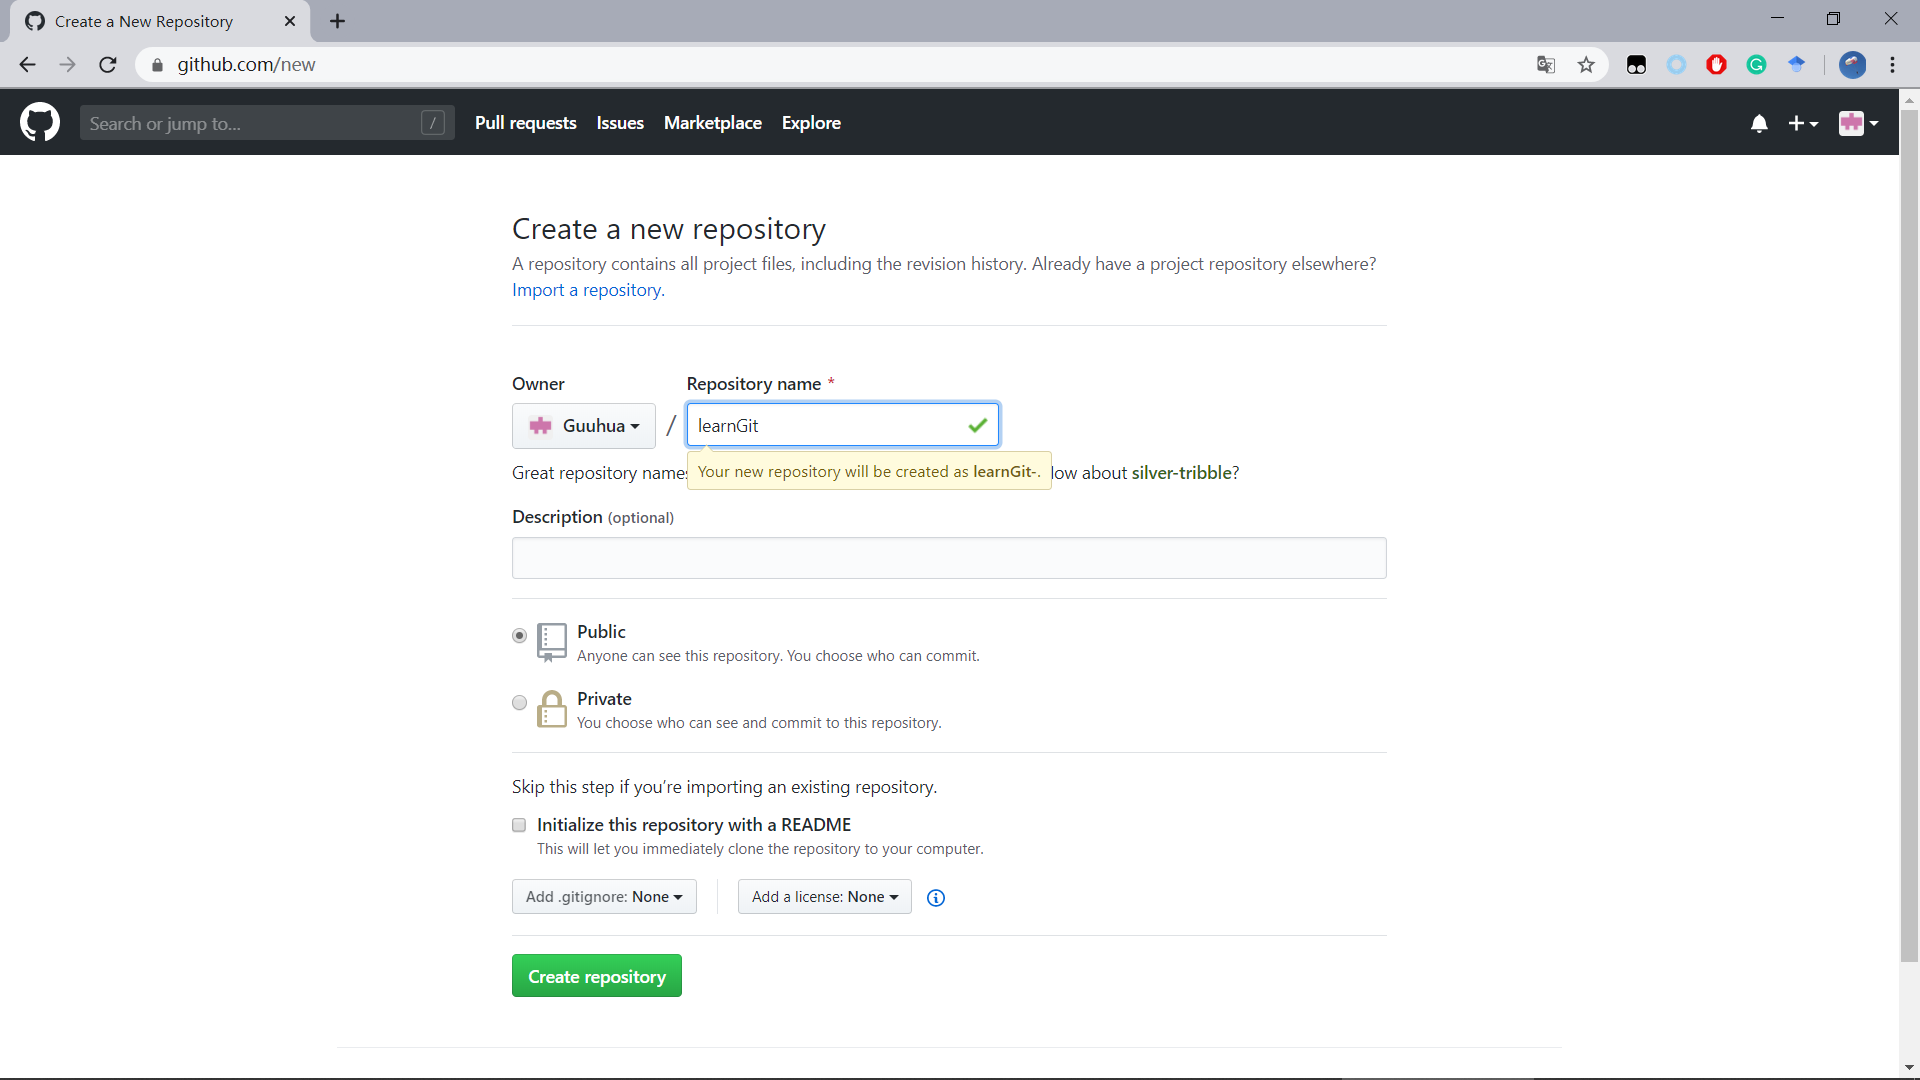 Create a New Repository
github.com/new
Search or jump to...
/
Pull requests
Issues
Marketplace
Explore
Create a new repository
A repository contains all project files, including the revision history. Already have a project repository elsewhere?
Import a repository.
Owner
Repository name *
Guuhua
/
learnGit
Great repository names
Your new repository will be created as learnGit-.
low about silver-tribble?
Description (optional)
Public
Anyone can see this repository. You choose who can commit.
Private
You choose who can see and commit to this repository.
Skip this step if you’re importing an existing repository.
Initialize this repository with a README
This will let you immediately clone the repository to your computer.
Add .gitignore: None
Add a license: None
Create repository